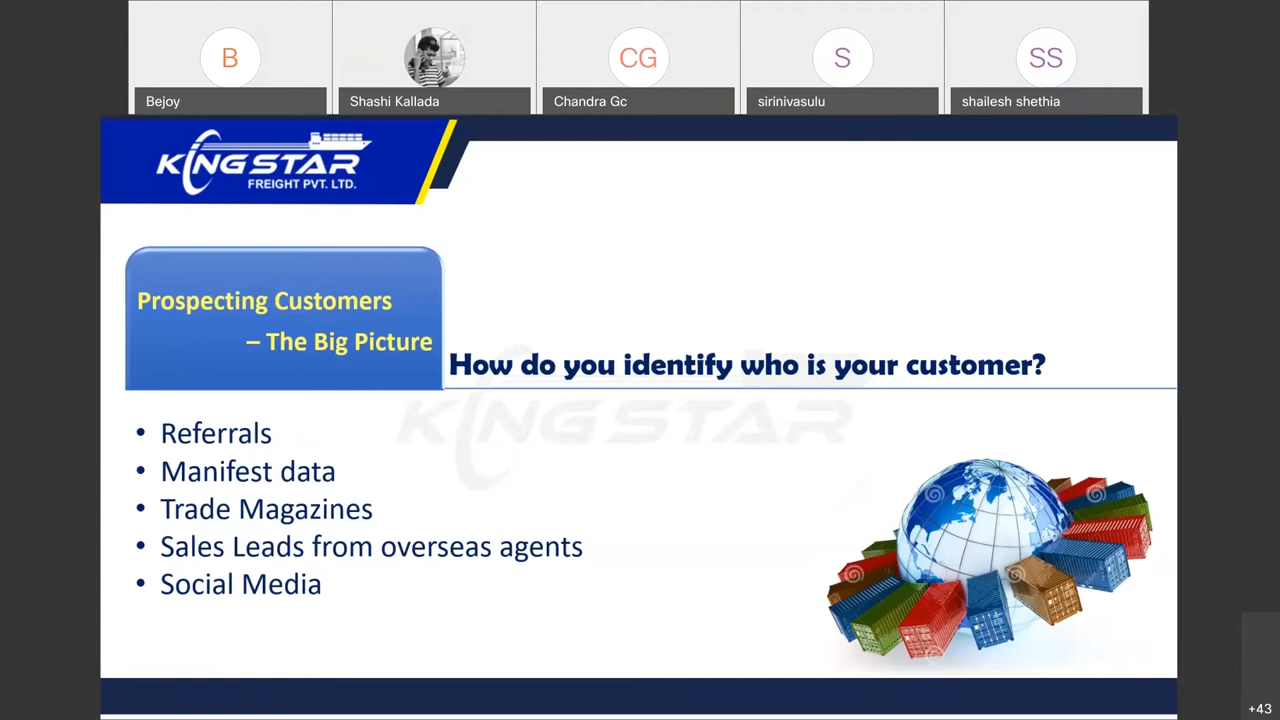 B
CG
S
SS
Bejoy
Shashi Kallada
Chandra Gc
sirinivasulu
shailesh shethia
KINGSTAR
FREIGHT PVT. LTD.
Prospecting Customers
– The Big Picture
How do you identify who is your customer?
KINGSTAR
• Referrals
• Manifest data
• Trade Magazines
• Sales Leads from overseas agents
• Social Media
+43